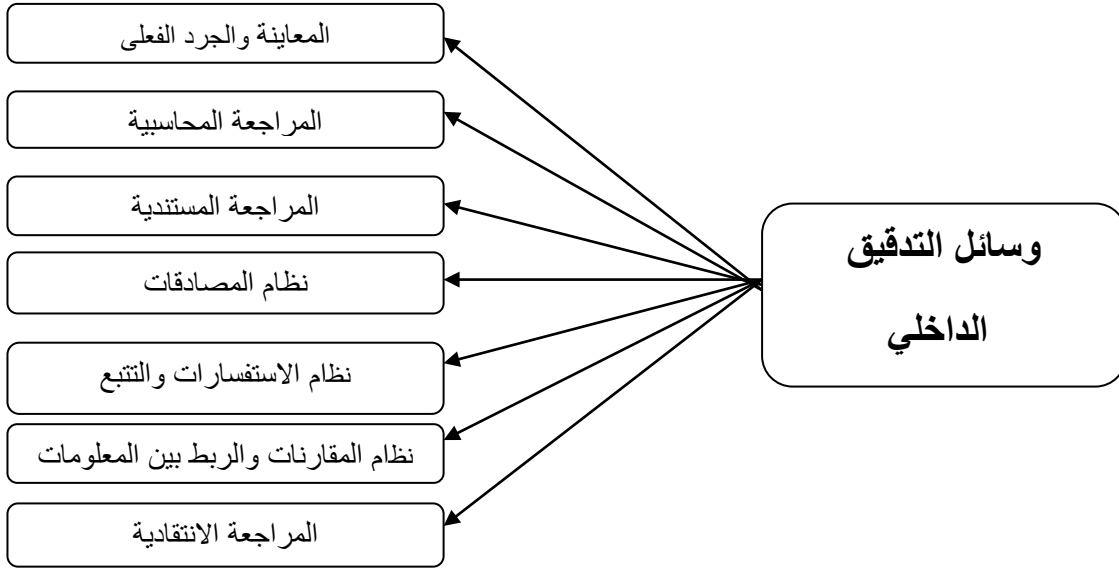 وسائل التدقيق
الداخلي
المعاينة والجرد الفعلى
المراجعة المحاسبية
المراجعة المستندية
نظام المصادقات
نظام الاستفسارات والتتبع
نظام المقارنات والربط بين المعلومات
المراجعة الانتقادية